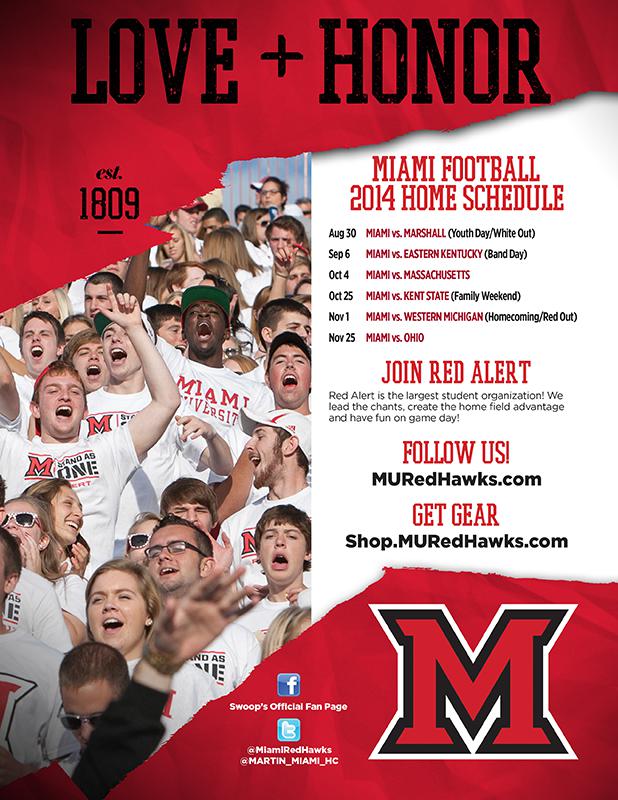 LOVE + HONOR
est.
1809
MIAMI FOOTBALL
2014 HOME SCHEDULE
Aug 30 MIAMI vs. MARSHALL (Youth Day/White Out)
Sep 6 MIAMI vs. EASTERN KENTUCKY (Band Day)
Oct 4 MIAMI vs. MASSACHUSETTS
Oct 25 MIAMI vs. KENT STATE (Family Weekend)
Nov 1 MIAMI vs. WESTERN MICHIGAN (Homecoming/Red Out)
Nov 25 MIAMI vs. OHIO
JOIN RED ALERT
Red Alert is the largest student organization! We
lead the chants, create the home field advantage
and have fun on game day!
FOLLOW US!
MURedHawks.com
GET GEAR
Shop.MURedHawks.com
MIAMI
M
STAND AS
ONE
M
f
Swoop's Official Fan Page
t
@MiamiRedHawks
@MARTIN_MIAMI_HC